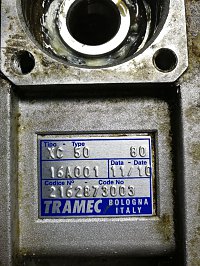 Tipo - Type
XC 50 80
Data - Date
16A001 11/10
Codice N° - Code No
2162873003
TRAMEC BOLOGNA
ITALY